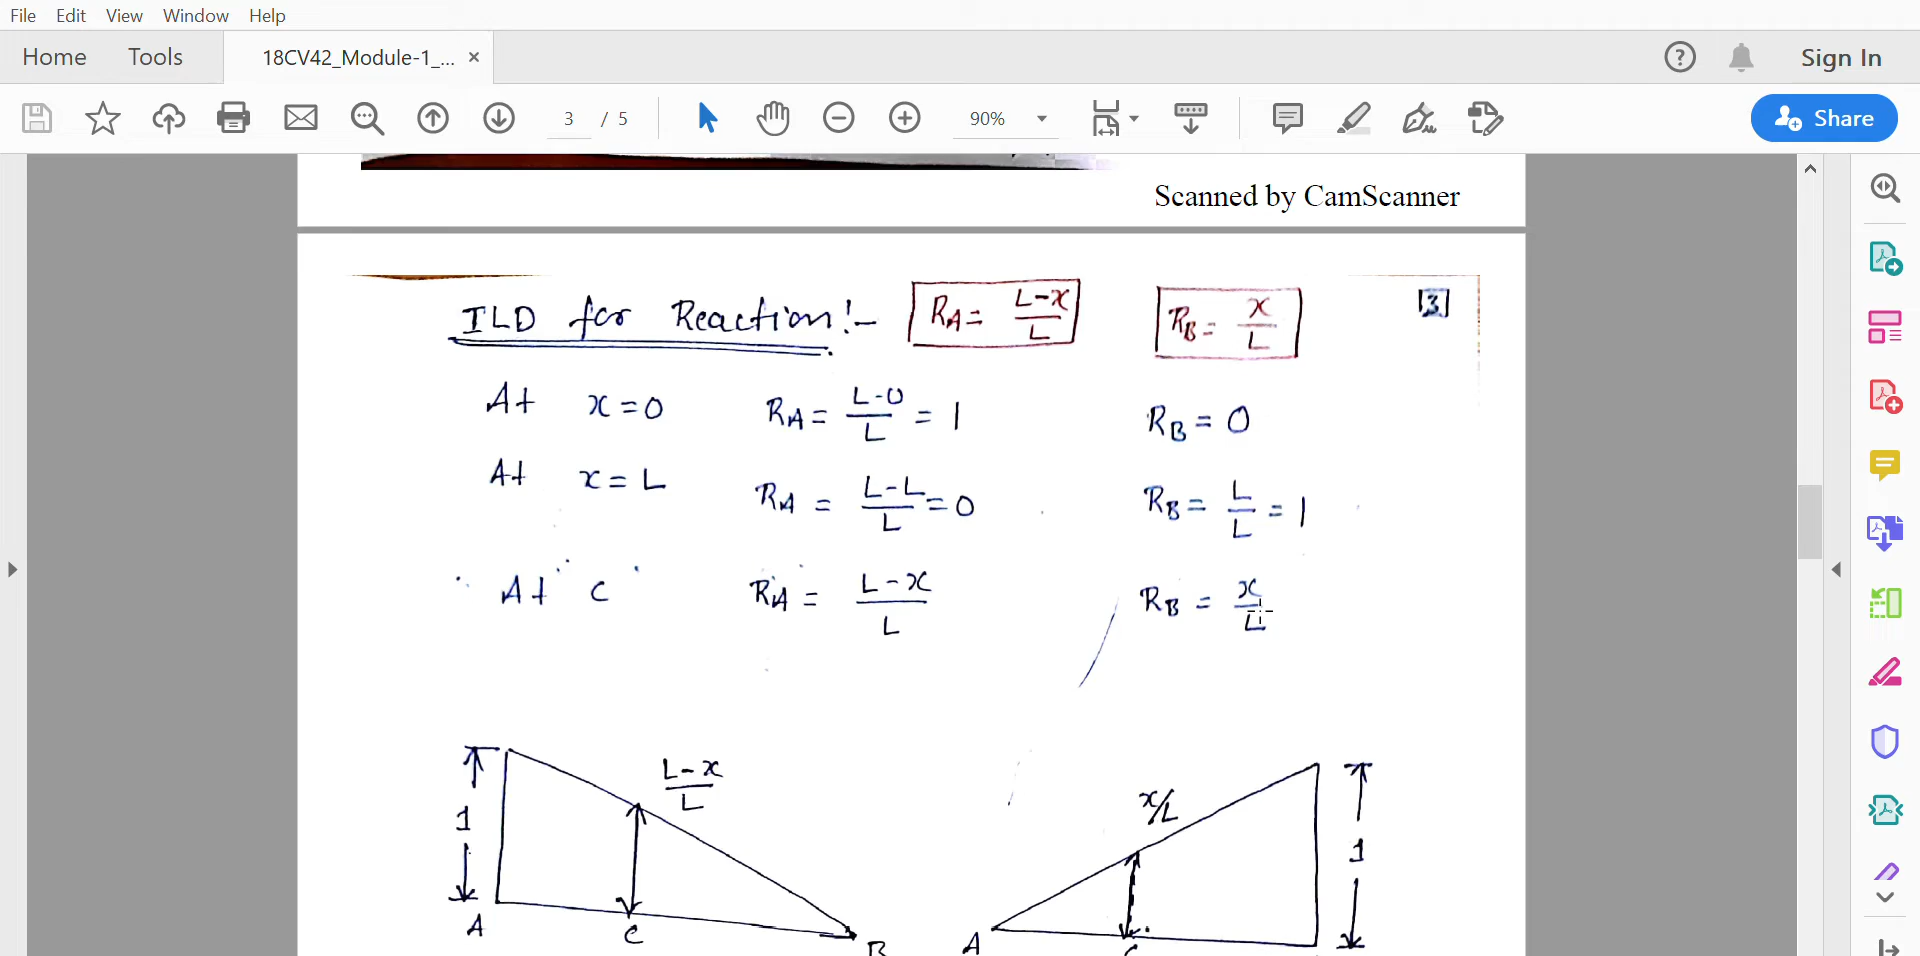 File Edit View Window Help
Home Tools 18CV42_Module-1_... × Sign In
3 / 5 90% Share
Scanned by CamScanner
ILD for Reaction:- RA = L-x/L RB = x/L 3
At x = 0 RA = L-0/L = 1 RB = 0
At x = L RA = L-L/L = 0 RB = L/L = 1
At C RA = L-x/L RB = x/L
L-x/L x/L
1 1
A C B A C